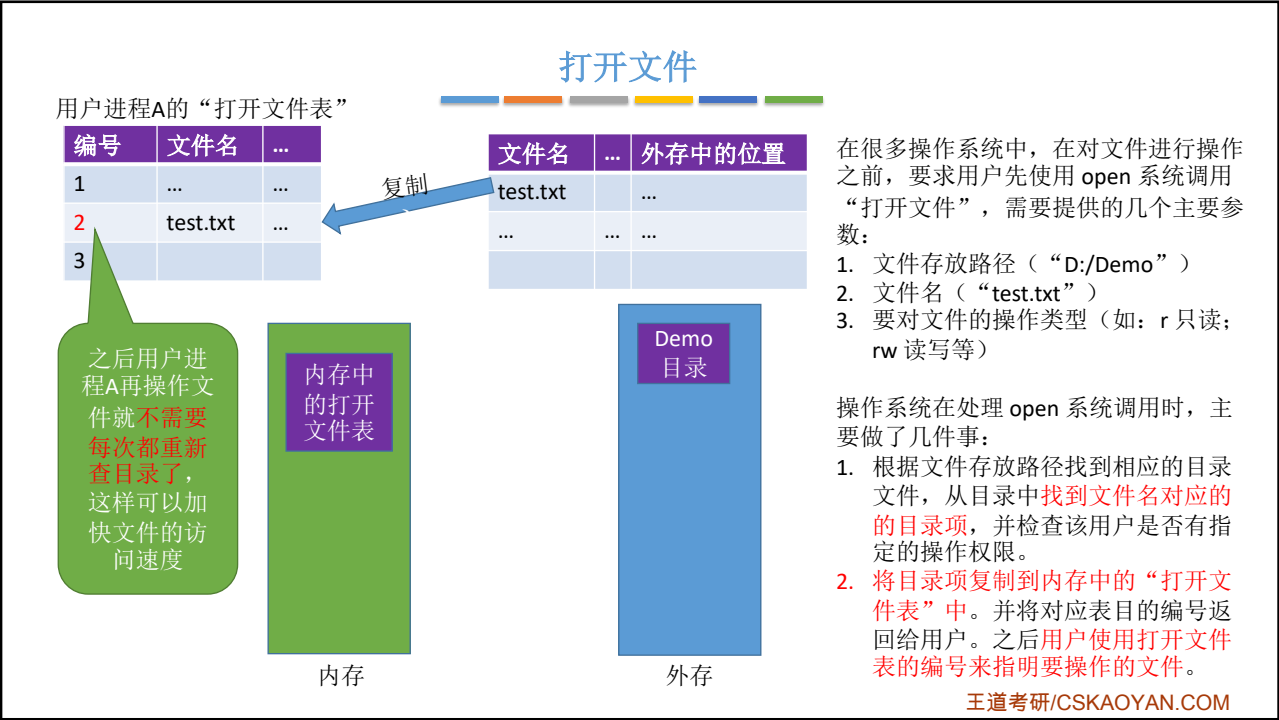 打开文件
用户进程A的“打开文件表”
编号 文件名 …
1 … …
2 test.txt …
3
复制
文件名 … 外存中的位置
test.txt …
… … …
之后用户进
程A再操作文
件就不需要
每次都重新
查目录了，
这样可以加
快文件的访
问速度
内存中
的打开
文件表
内存
Demo
目录
外存
在很多操作系统中，在对文件进行操作
之前，要求用户先使用 open 系统调用
“打开文件”，需要提供的几个主要参
数：
1. 文件存放路径（“D:/Demo”）
2. 文件名（“test.txt”）
3. 要对文件的操作类型（如：r 只读；
rw 读写等）
操作系统在处理 open 系统调用时，主
要做了几件事：
1. 根据文件存放路径找到相应的目录
文件，从目录中找到文件名对应的
的目录项，并检查该用户是否有指
定的操作权限。
2. 将目录项复制到内存中的“打开文
件表”中。并将对应表目的编号返
回给用户。之后用户使用打开文件
表的编号来指明要操作的文件。
王道考研/CSKAOYAN.COM